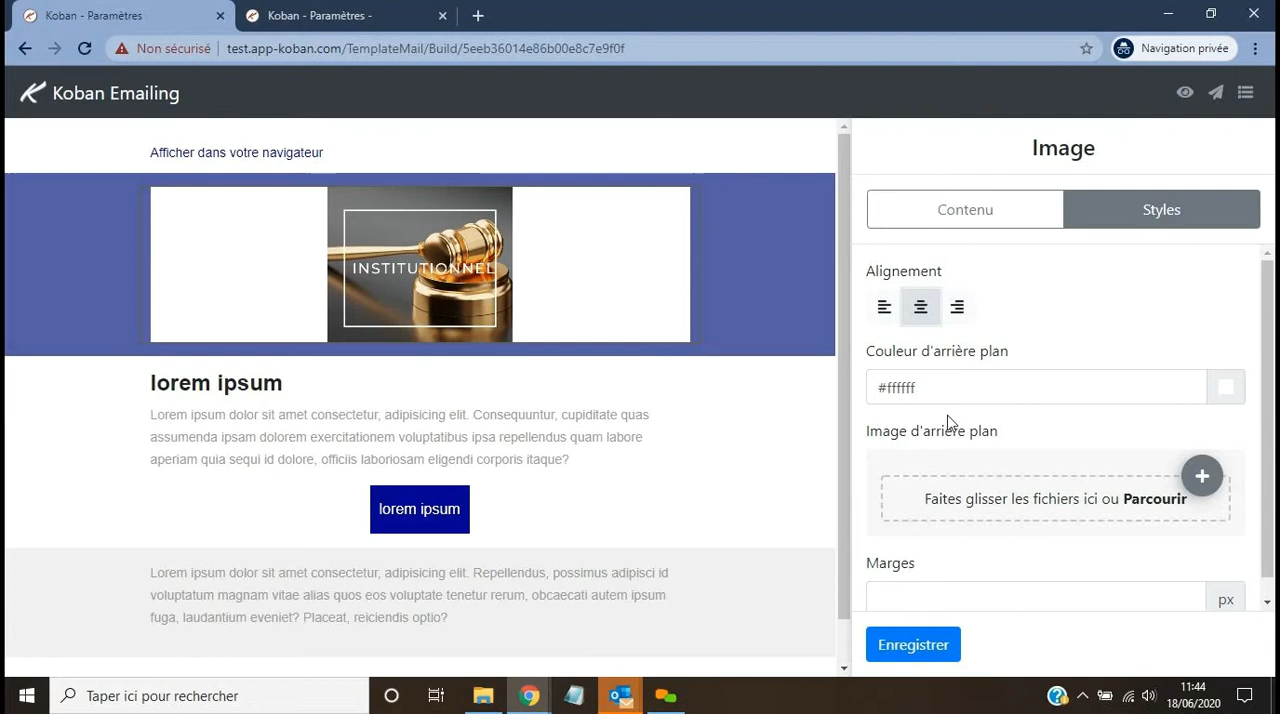 Koban - Paramètres
Koban - Paramètres -
Non sécurisé
test.app-koban.com/TemplateMail/Build/5eeb36014e86b00e8c7e9f0f
Navigation privée
Koban Emailing
Afficher dans votre navigateur
INSTITUTIONNEL
lorem ipsum
Lorem ipsum dolor sit amet consectetur, adipisicing elit. Consequuntur, cupiditate quas
assumenda ipsam dolorem exercitationem voluptatibus ipsa repellendus quam labore
aperiam quia sequi id dolore, officiis laboriosam eligendi corporis itaque?
lorem ipsum
Lorem ipsum dolor sit amet consectetur, adipisicing elit. Repellendus, possimus adipisci id
voluptatum magnam vitae alias quos eos voluptate tenetur rerum, obcaecati autem ipsum
fuga, laudantium eveniet? Placeat, reiciendis optio?
Image
Contenu
Styles
Alignement
Couleur d'arrière plan
#ffffff
Image d'arrière plan
Faites glisser les fichiers ici ou Parcourir
Marges
px
Enregistrer
Taper ici pour rechercher
11:44
18/06/2020